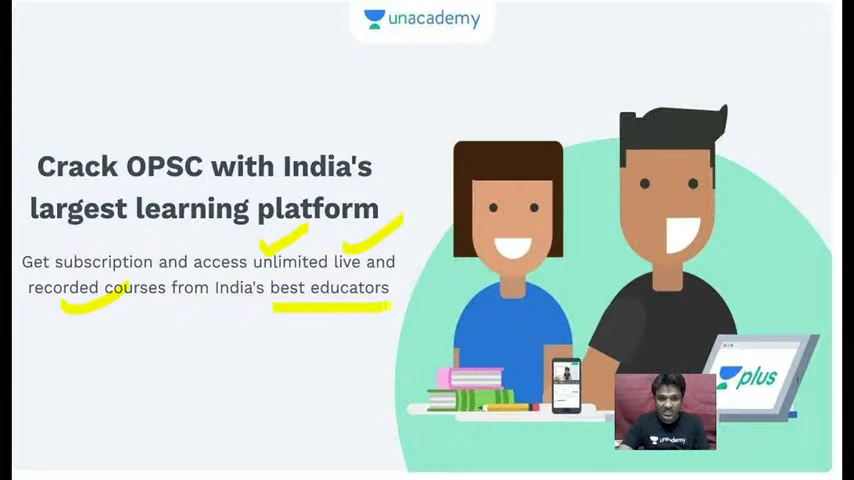 unacademy
Crack OPSC with India's
largest learning platform
Get subscription and access unlimited live and
recorded courses from India's best educators
plus
unacademy